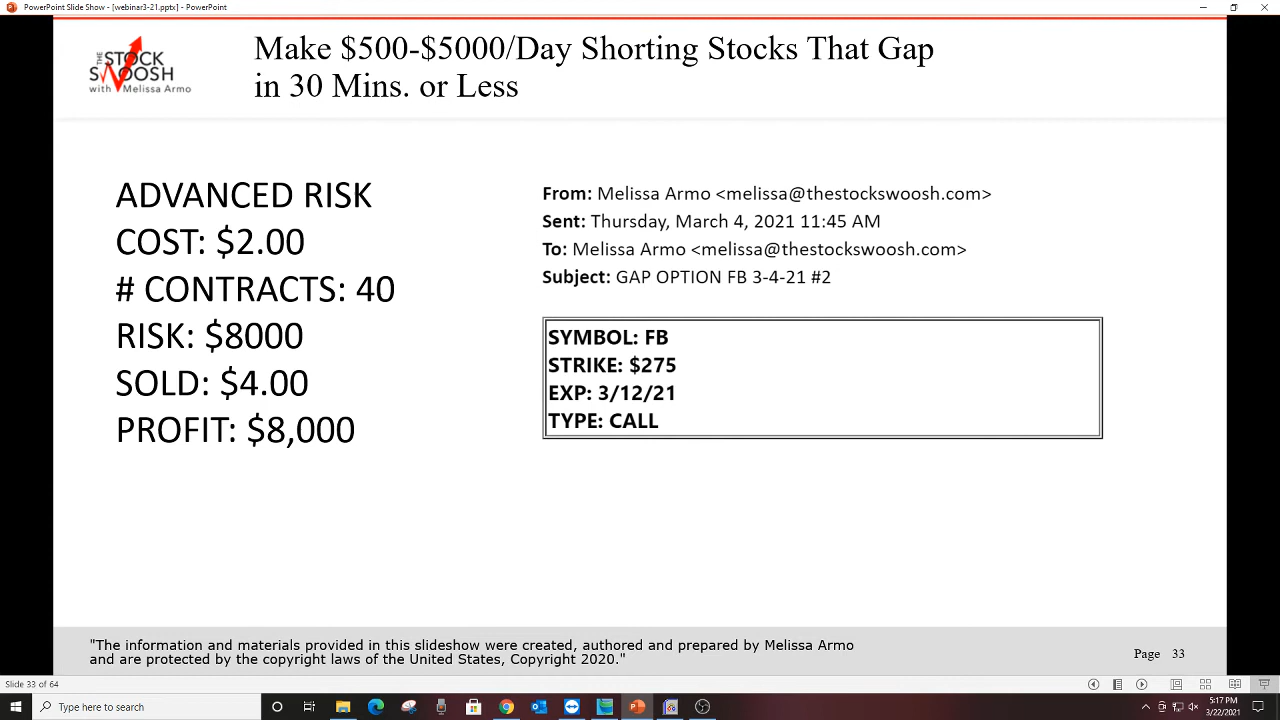 PowerPoint Slide Show - [webinar3-21.pptx] - PowerPoint
THE
STOCK
SWOOSH
with Melissa Armo
Make $500-$5000/Day Shorting Stocks That Gap
in 30 Mins. or Less
ADVANCED RISK
COST: $2.00
# CONTRACTS: 40
RISK: $8000
SOLD: $4.00
PROFIT: $8,000
From: Melissa Armo <melissa@thestockswoosh.com>
Sent: Thursday, March 4, 2021 11:45 AM
To: Melissa Armo <melissa@thestockswoosh.com>
Subject: GAP OPTION FB 3-4-21 #2
SYMBOL: FB
STRIKE: $275
EXP: 3/12/21
TYPE: CALL
"The information and materials provided in this slideshow were created, authored and prepared by Melissa Armo
and are protected by the copyright laws of the United States, Copyright 2020."
Page 33
Slide 33 of 64
Type here to search
5:17 PM
3/22/2021